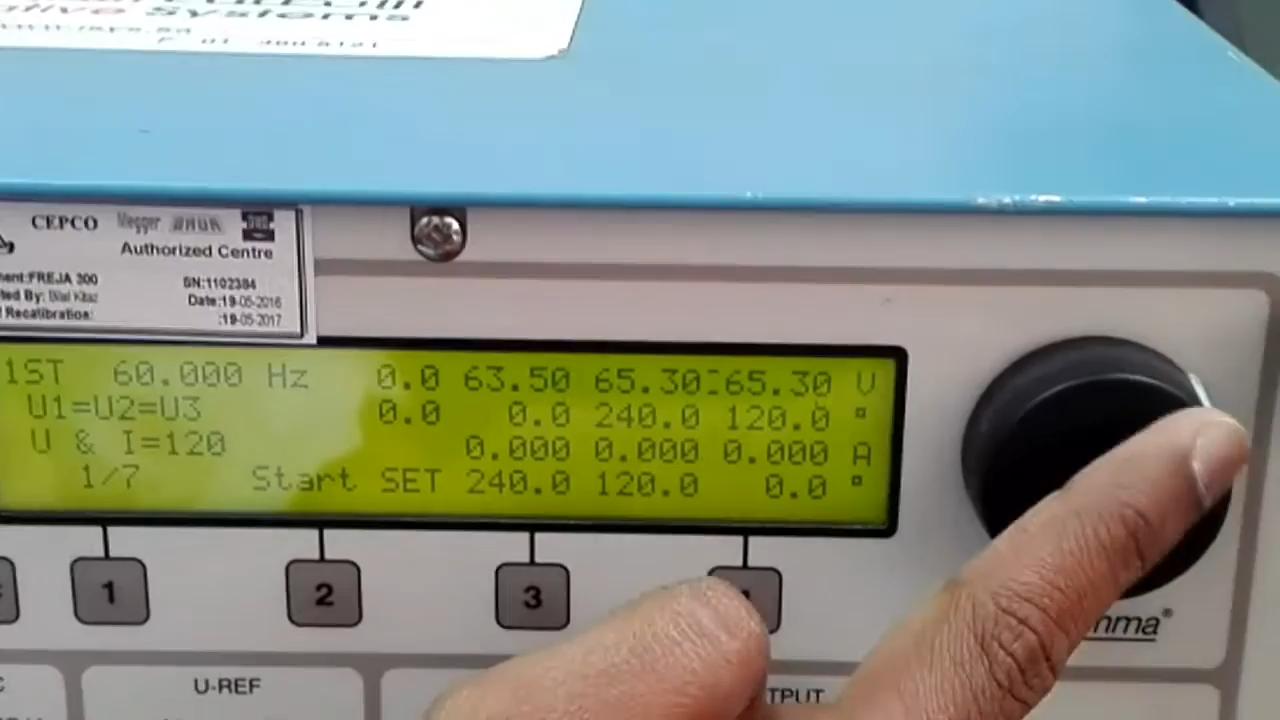 Systems
CEPCO Megger
Authorized Centre
FREJA 300 SN:1102384
By: Bilal Date:19-05-2016
Recalibration: :19-05-2017
1ST 60.000 Hz 0.0 63.50 65.30 65.30 V
U1=U2=U3 0.0 0.0 240.0 120.0 °
U & I=120 0.000 0.000 0.000 A
1/7 Start SET 240.0 120.0 0.0 °
1 2 3
U-REF